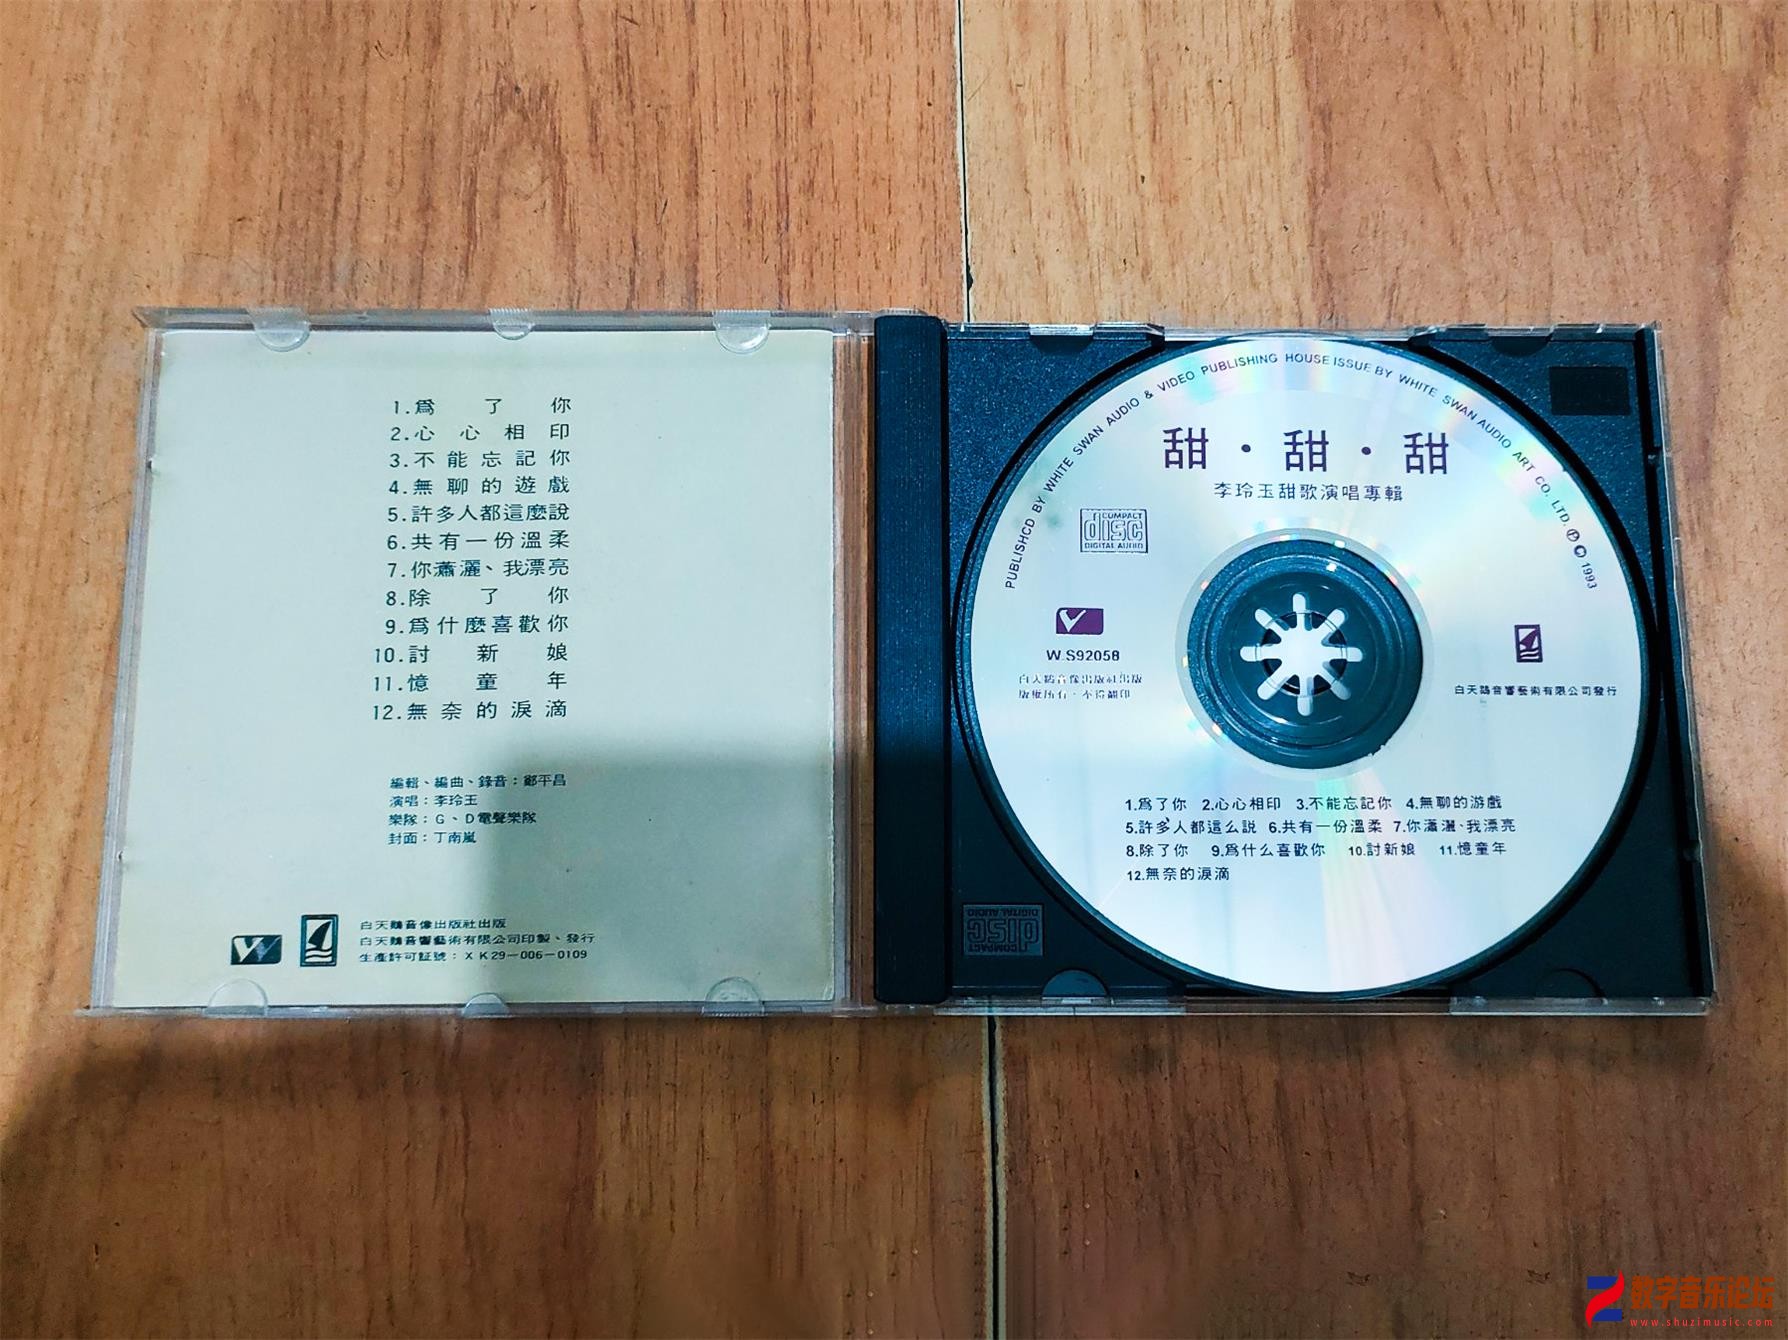 1.爲了你
2.心心相印
3.不能忘記你
4.無聊的遊戲
5.許多人都這麼說
6.共有一份溫柔
7.你瀟灑、我漂亮
8.除了你
9.爲什麼喜歡你
10.討新娘
11.憶童年
12.無奈的淚滴
編輯、編曲、錄音：鄭平昌
演唱：李玲玉
樂隊：G、D電聲樂隊
封面：丁南嵐
白天鵝音像出版社出版
白天鵝音響藝術有限公司印製、發行
生產許可証號：XK29-006-0109
PUBLISHCD BY WHITE SWAN AUDIO & VIDEO PUBLISHING HOUSE ISSUE BY WHITE SWAN AUDIO ART CO. LTD. Ⓟ © 1993
甜·甜·甜
李玲玉甜歌演唱專輯
COMPACT
disc
DIGITAL AUDIO
W.S92058
白天鵝音像出版社出版
版權所有·不得翻印
白天鵝音響藝術有限公司發行
1.爲了你 2.心心相印 3.不能忘記你 4.無聊的游戲
5.許多人都這么説 6.共有一份溫柔 7.你瀟灑、我漂亮
8.除了你 9.爲什么喜歡你 10.討新娘 11.憶童年
12.無奈的淚滴
COMPACT
disc
DIGITAL AUDIO
数字音乐论坛
www.shuzimusic.com